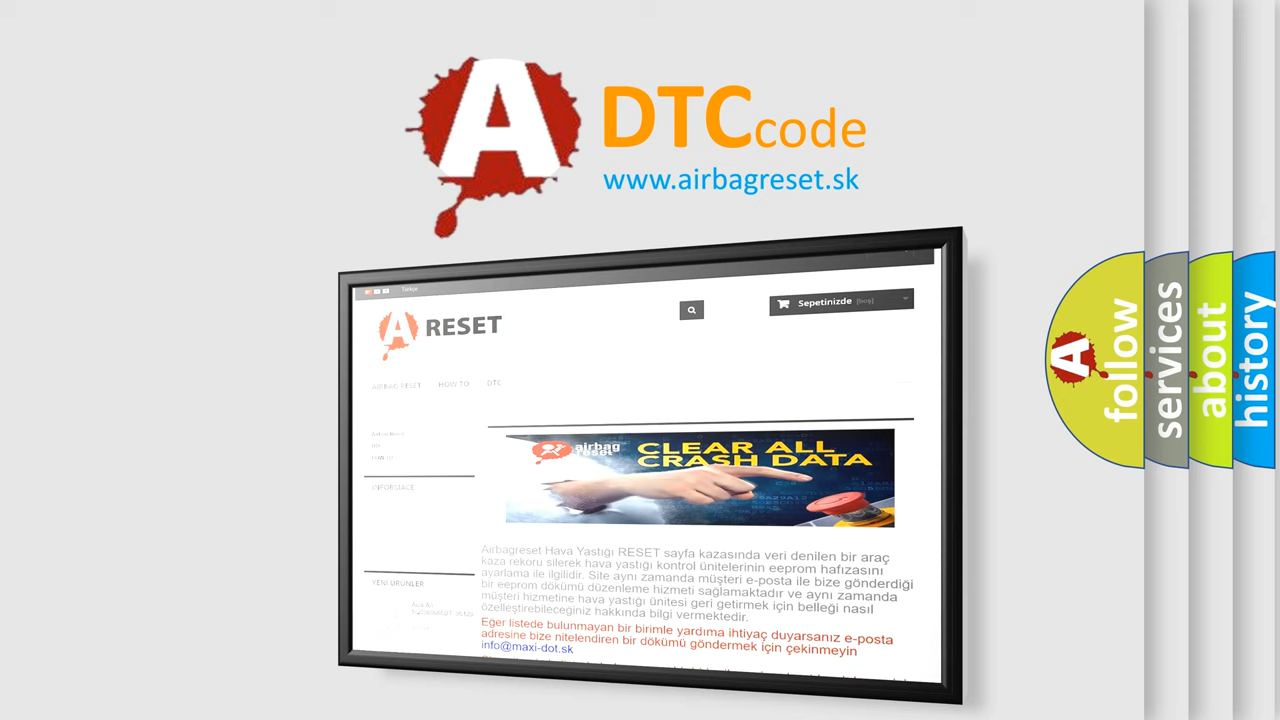 A DTCcode
www.airbagreset.sk
Türkçe
A RESET
Sepetinizde [boş]
AIRBAG RESET HOW TO DTC
INFORMACE
airbag
reset
CLEAR ALL
CRASH DATA
Airbagreset Hava Yastığı RESET sayfa kazasında veri denilen bir araç
kaza rekoru silerek hava yastığı kontrol ünitelerinin eeprom hafızasını
ayarlama ile ilgilidir. Site aynı zamanda müşteri e-posta ile bize gönderdiği
bir eeprom dökümü düzenleme hizmeti sağlamaktadır ve aynı zamanda
müşteri hizmetine hava yastığı ünitesi geri getirmek için belleği nasıl
özelleştirebileceğiniz hakkında bilgi vermektedir.
Eğer listede bulunmayan bir birimle yardıma ihtiyaç duyarsanız e-posta
adresine bize nitelendiren bir dökümü göndermek için çekinmeyin
info@maxi-dot.sk
YENİ ÜRÜNLER
A follow
services
about
history